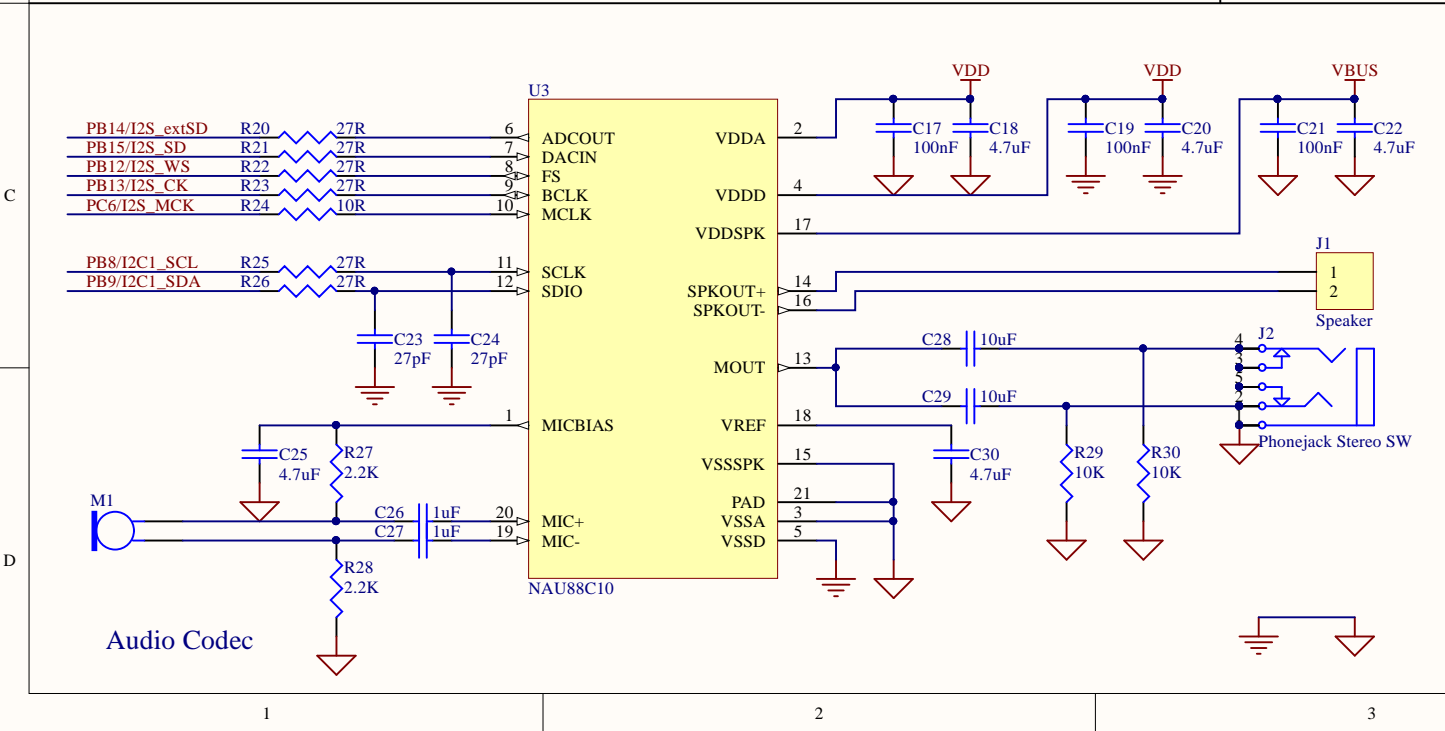 VDD VDD VBUS
U3
PB14/I2S_extSD R20 27R 6 ADCOUT VDDA 2 C17 100nF C18 4.7uF C19 100nF C20 4.7uF C21 100nF C22 4.7uF
PB15/I2S_SD R21 27R 7 DACIN
PB12/I2S_WS R22 27R 8 FS
PB13/I2S_CK R23 27R 9 BCLK VDDD 4
PC6/I2S_MCK R24 10R 10 MCLK
VDDSPK 17
J1
PB8/I2C1_SCL R25 27R 11 SCLK
1
PB9/I2C1_SDA R26 27R 12 SDIO SPKOUT+ 14
2
SPKOUT- 16
Speaker
C23 27pF C24 27pF
C28 10uF 4 J2
3
MOUT 13
5
C29 10uF 2
1 MICBIAS VREF 18 1
Phonejack Stereo SW
C25 4.7uF R27 2.2K
C30 4.7uF R29 10K R30 10K
VSSSPK 15
M1
PAD 21
C26 1uF 20 MIC+ VSSA 3
C27 1uF 19 MIC- VSSD 5
R28 2.2K
NAU88C10
Audio Codec
C
D
1 2 3